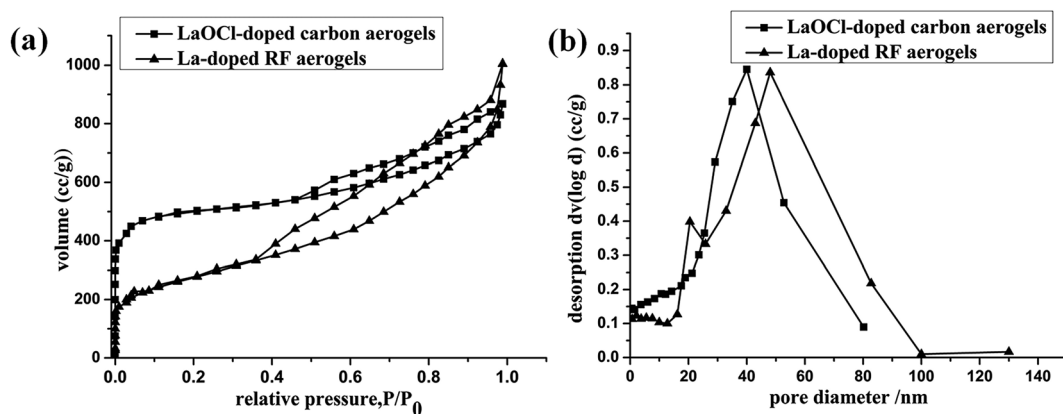 (a)
LaOCl-doped carbon aerogels
La-doped RF aerogels
1000
800
600
400
200
0
volume (cc/g))
0.0 0.2 0.4 0.6 0.8 1.0
relative pressure,P/P0
(b)
LaOCl-doped carbon aerogels
La-doped RF aerogels
0.9
0.8
0.7
0.6
0.5
0.4
0.3
0.2
0.1
0.0
desorption dv(log d) (cc/g)
0 20 40 60 80 100 120 140
pore diameter /nm